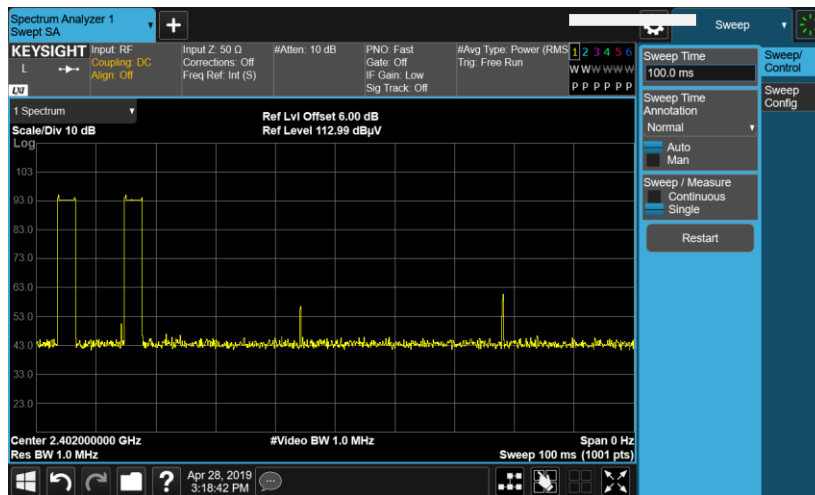 Spectrum Analyzer 1
Swept SA
+
Sweep
KEYSIGHT
L
LXI
Input: RF
Coupling: DC
Align: Off
Input Z: 50 Ω
Corrections: Off
Freq Ref: Int (S)
#Atten: 10 dB
PNO: Fast
Gate: Off
IF Gain: Low
Sig Track: Off
#Avg Type: Power (RMS
Trig: Free Run
1 2 3 4 5 6
W W W W W W
P P P P P P
1 Spectrum
Scale/Div 10 dB
Log
Ref Lvl Offset 6.00 dB
Ref Level 112.99 dBµV
103
93.0
83.0
73.0
63.0
53.0
43.0
33.0
23.0
Center 2.402000000 GHz
Res BW 1.0 MHz
#Video BW 1.0 MHz
Span 0 Hz
Sweep 100 ms (1001 pts)
Sweep Time
100.0 ms
Sweep Time
Annotation
Normal
Auto
Man
Sweep / Measure
Continuous
Single
Restart
Sweep/
Control
Sweep
Config
?
Apr 28, 2019
3:18:42 PM